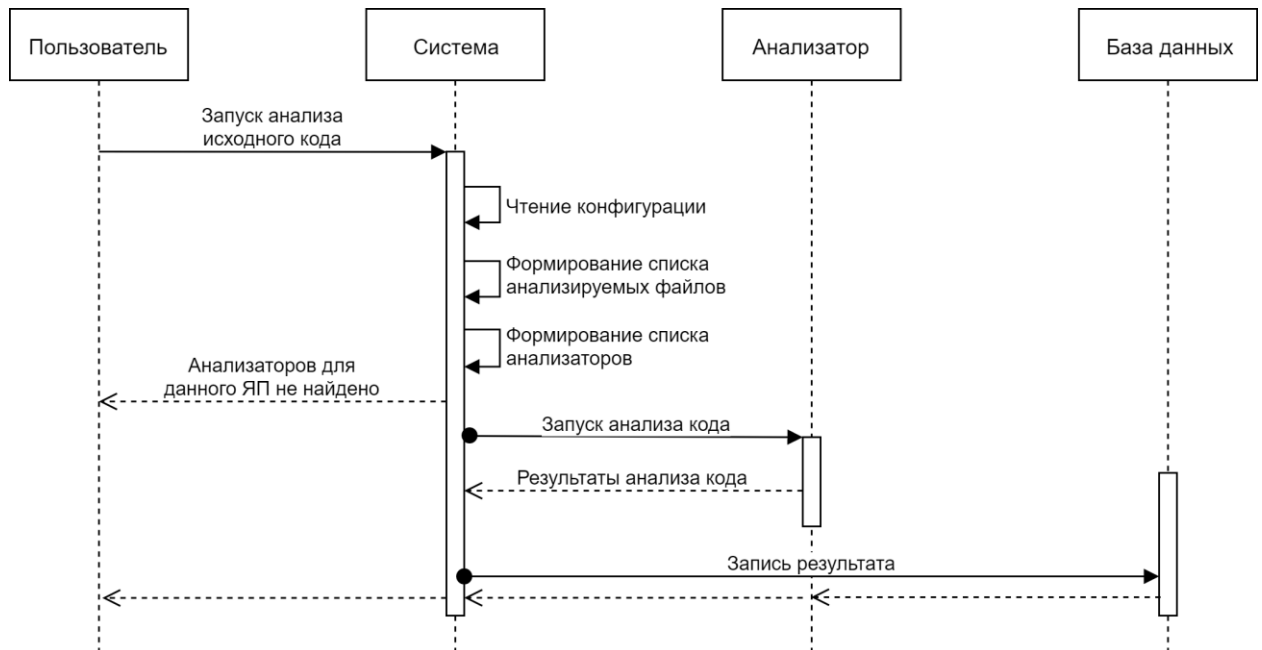 Пользователь
Система
Анализатор
База данных
Запуск анализа
исходного кода
Чтение конфигурации
Формирование списка
анализируемых файлов
Формирование списка
анализаторов
Анализаторов для
данного ЯП не найдено
Запуск анализа кода
Результаты анализа кода
Запись результата